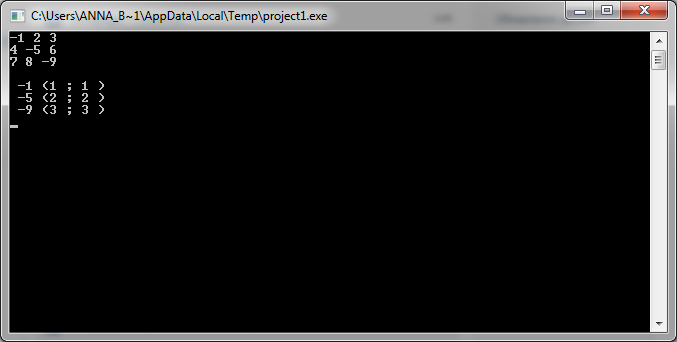 C:\Users\ANNA_B~1\AppData\Local\Temp\project1.exe
-1 2 3
4 -5 6
7 8 -9
-1 (1 ; 1 )
-5 (2 ; 2 )
-9 (3 ; 3 )